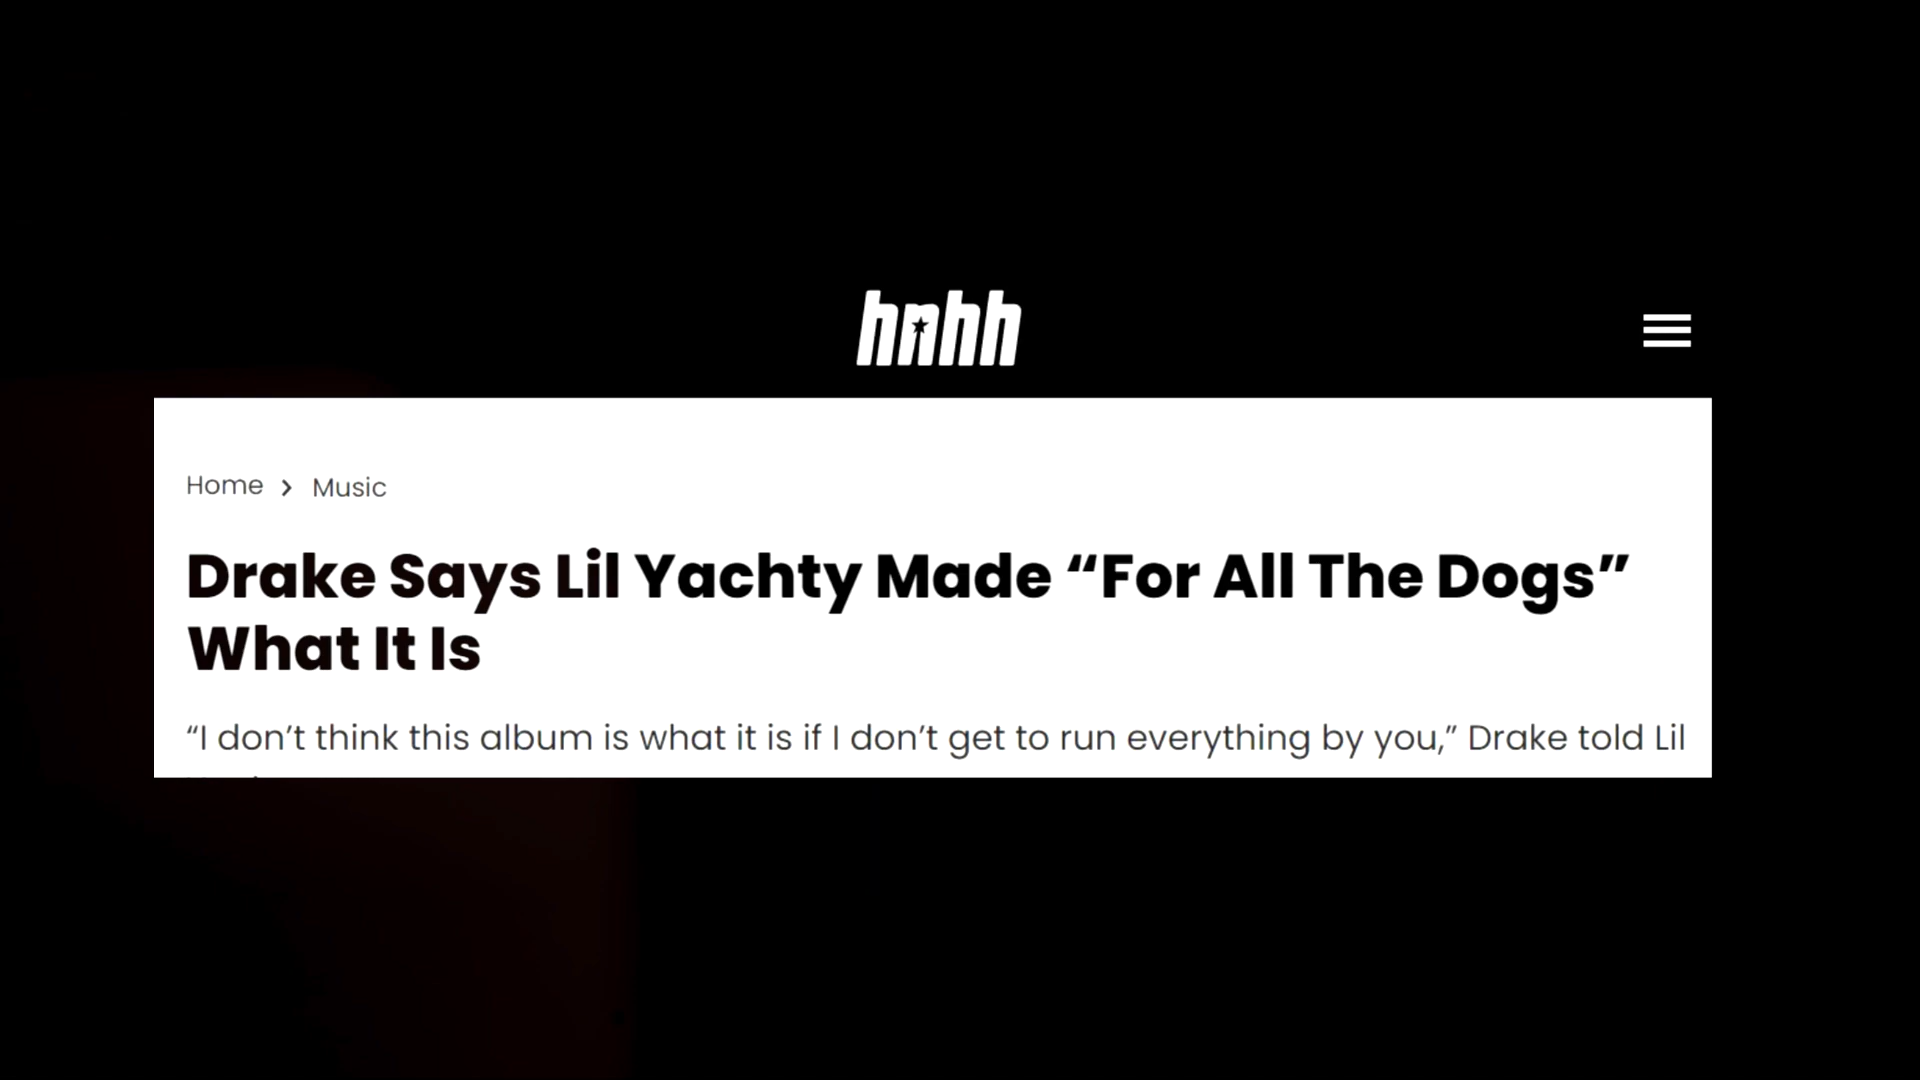 hnhh
Home > Music
Drake Says Lil Yachty Made “For All The Dogs”
What It Is
“I don’t think this album is what it is if I don’t get to run everything by you,” Drake told Lil